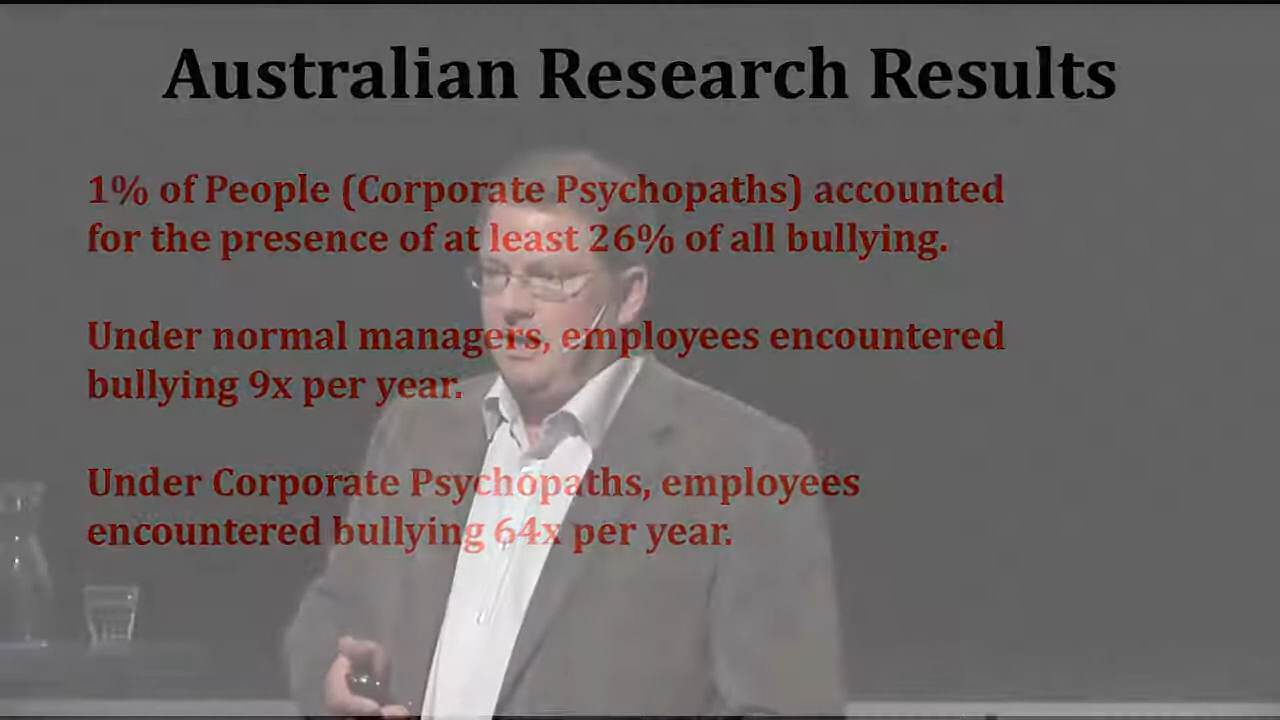 Australian Research Results
1% of People (Corporate Psychopaths) accounted
for the presence of at least 26% of all bullying.
Under normal managers, employees encountered
bullying 9x per year.
Under Corporate Psychopaths, employees
encountered bullying 64x per year.